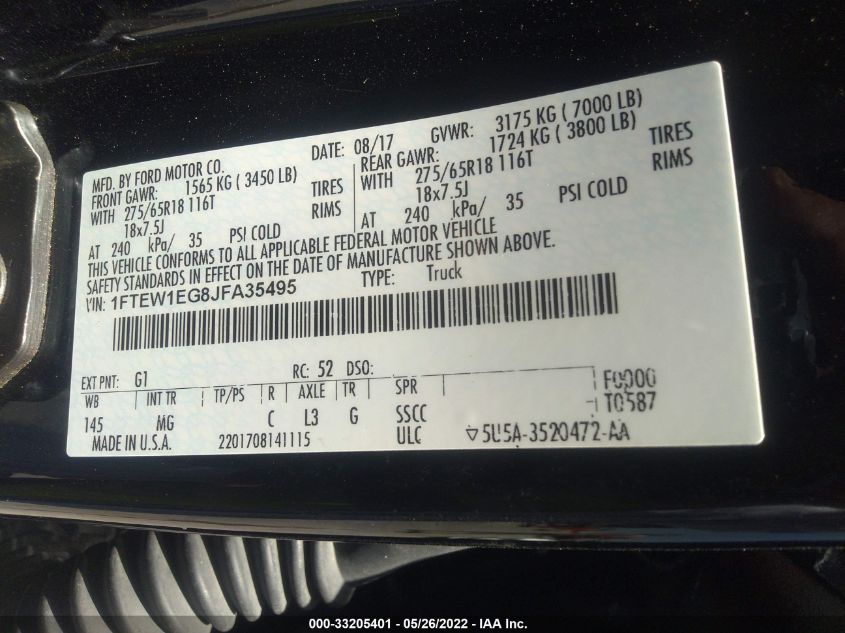 MFD. BY FORD MOTOR CO. DATE: 08/17 GVWR: 3175 KG ( 7000 LB)
FRONT GAWR: 1565 KG ( 3450 LB) REAR GAWR: 1724 KG ( 3800 LB)
WITH 275/65R18 116T TIRES WITH 275/65R18 116T TIRES
18x7.5J RIMS 18x7.5J RIMS
AT 240 kPa/ 35 PSI COLD AT 240 kPa/ 35 PSI COLD
THIS VEHICLE CONFORMS TO ALL APPLICABLE FEDERAL MOTOR VEHICLE
SAFETY STANDARDS IN EFFECT ON THE DATE OF MANUFACTURE SHOWN ABOVE.
VIN: 1FTEW1EG8JFA35495 TYPE: Truck
EXT PNT: G1 RC: 52 DSO:
WB INT TR TP/PS R AXLE TR SPR F0000
145 MG C L3 G SSCC T0587
MADE IN U.S.A. 2201708141115 ULC ▽5U5A-3520472-AA
000-33205401 - 05/26/2022 - IAA Inc.